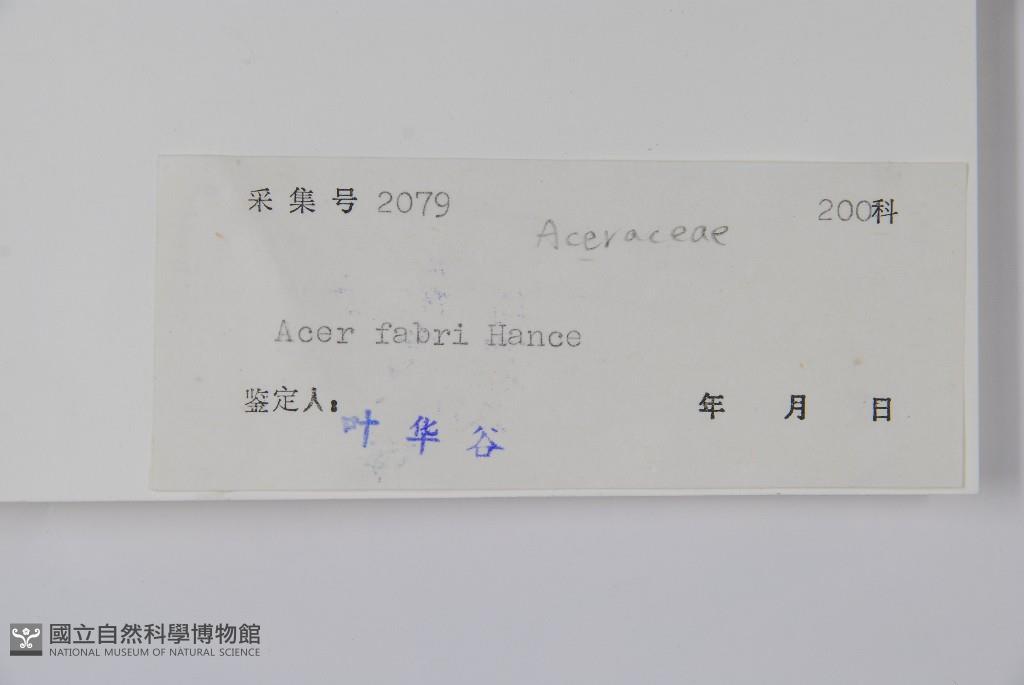 采集号 2079 200科
Aceraceae
Acer fabri Hance
鉴定人: 年 月 日
叶华谷
國立自然科學博物館
NATIONAL MUSEUM OF NATURAL SCIENCE